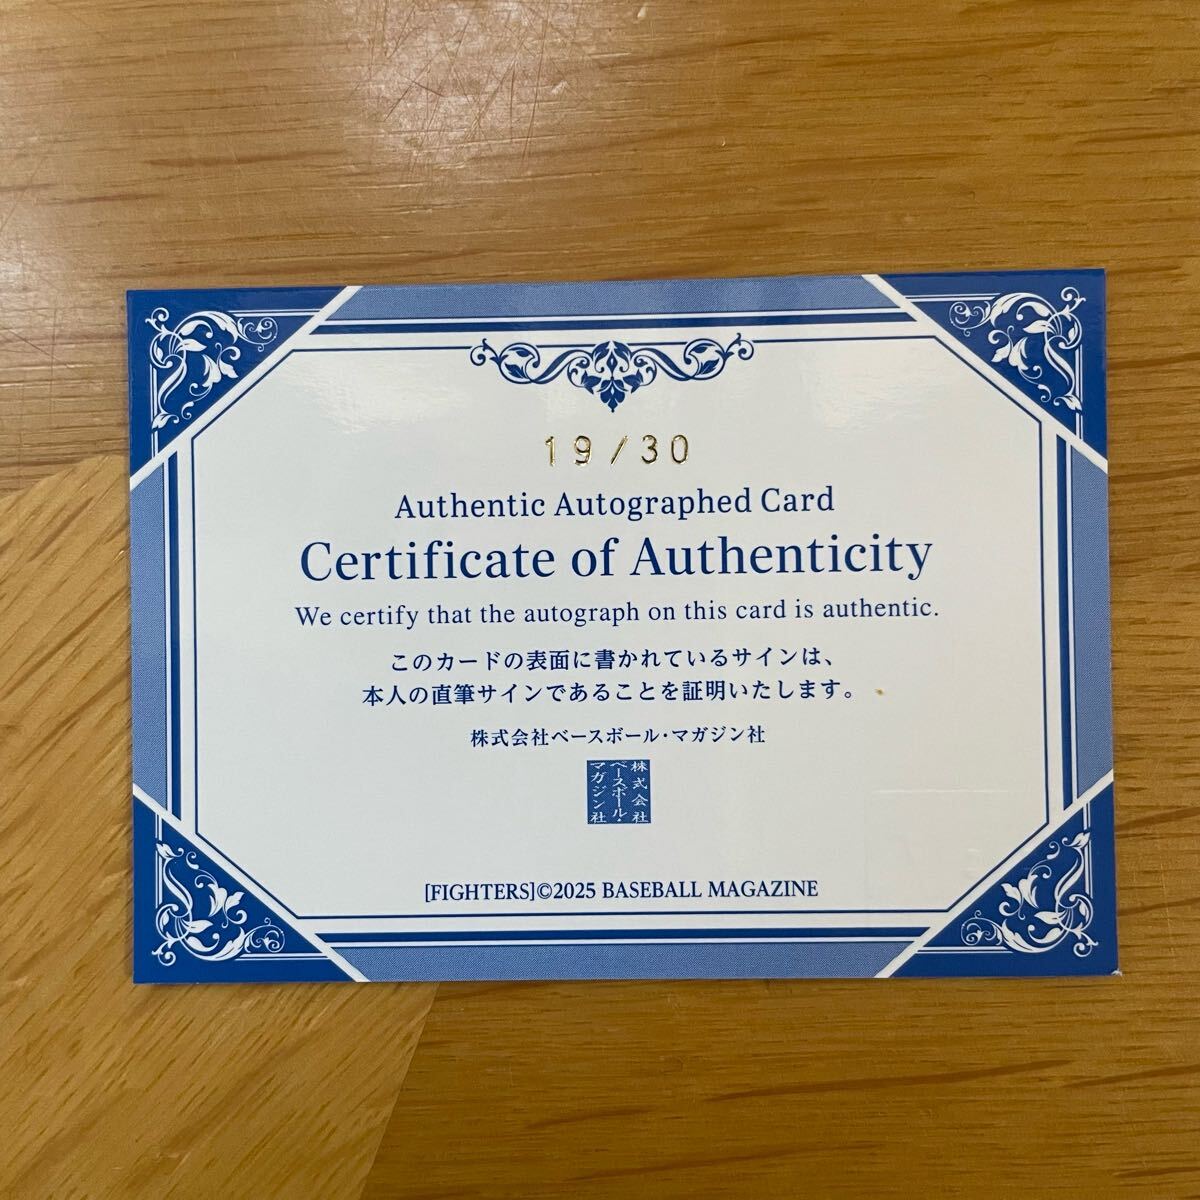 19/30
Authentic Autographed Card
Certificate of Authenticity
We certify that the autograph on this card is authentic.
このカードの表面に書かれているサインは、
本人の直筆サインであることを証明いたします。
株式会社ベースボール・マガジン社
株式会社
ベースボール・
マガジン社
[FIGHTERS]©2025 BASEBALL MAGAZINE